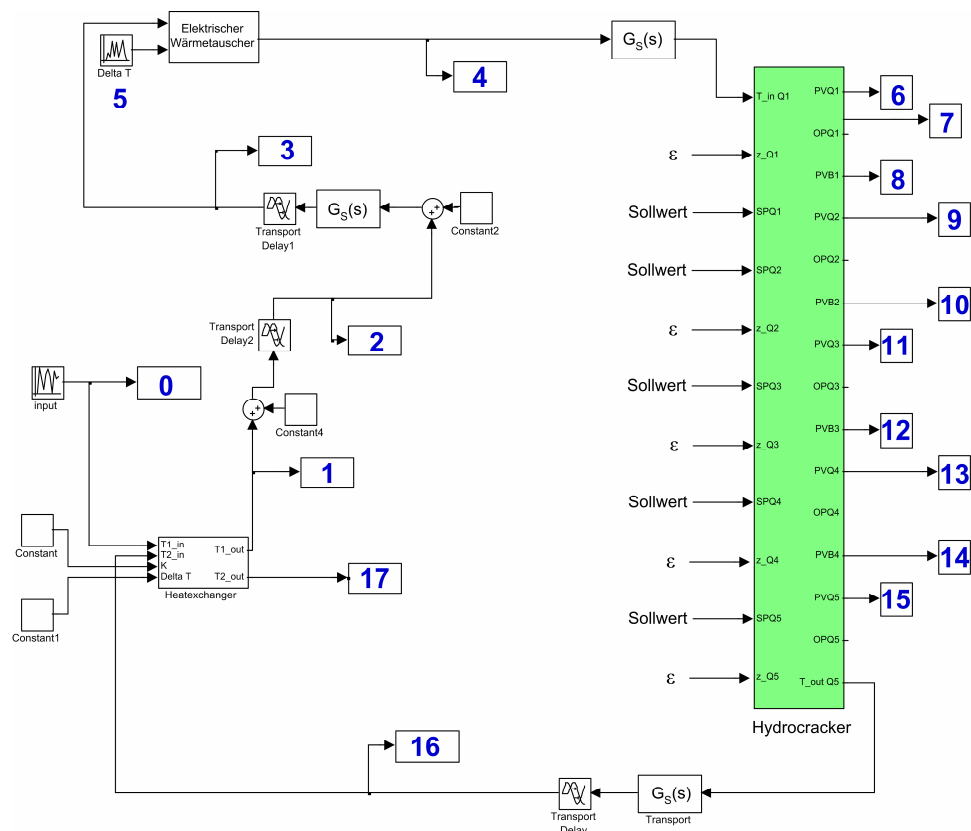 Elektrischer
Wärmetauscher
Delta T
5
4
G_S(s)
3
Transport
Delay1
G_S(s)
Constant2
Transport
Delay2
2
input
0
Constant4
1
Constant
Constant1
T1_in
T2_in
K
Delta T
T1_out
T2_out
Heatexchanger
17
16
Transport
Delay
G_S(s)
Transport
ε
Sollwert
Sollwert
ε
Sollwert
ε
Sollwert
ε
Sollwert
ε
T_in Q1
z_Q1
SPQ1
SPQ2
z_Q2
SPQ3
z_Q3
SPQ4
z_Q4
SPQ5
z_Q5
PVQ1
OPQ1
PVB1
PVQ2
OPQ2
PVB2
PVQ3
OPQ3
PVB3
PVQ4
OPQ4
PVB4
PVQ5
OPQ5
T_out Q5
Hydrocracker
6
7
8
9
10
11
12
13
14
15